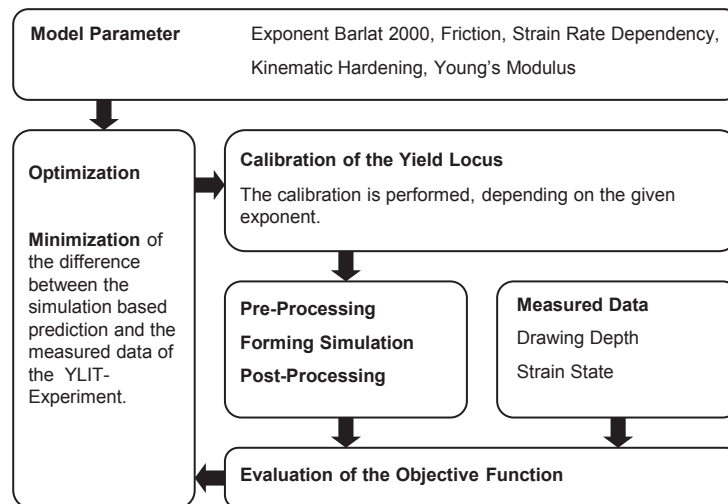 Model Parameter Exponent Barlat 2000, Friction, Strain Rate Dependency,
Kinematic Hardening, Young's Modulus
Optimization
Minimization of
the difference
between the
simulation based
prediction and the
measured data of
the YLIT-
Experiment.
Calibration of the Yield Locus
The calibration is performed, depending on the given
exponent.
Pre-Processing
Forming Simulation
Post-Processing
Measured Data
Drawing Depth
Strain State
Evaluation of the Objective Function